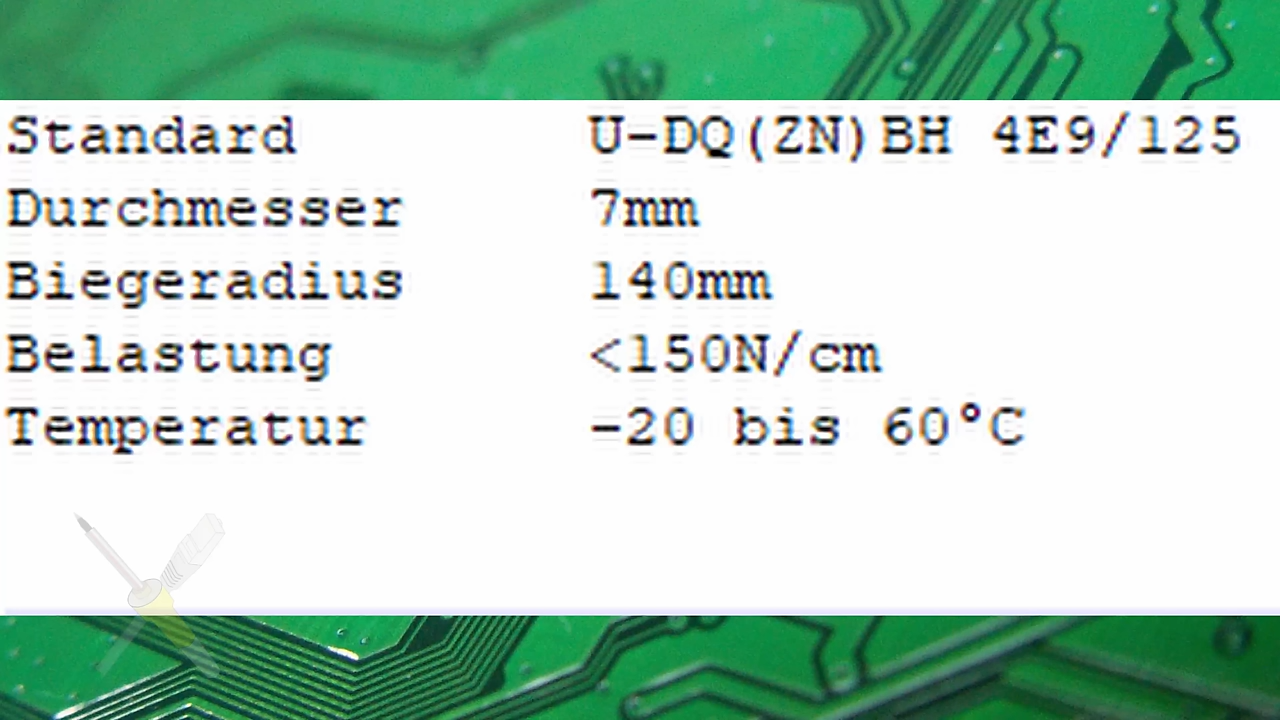 Standard U-DQ(ZN)BH 4E9/125
Durchmesser 7mm
Biegeradius 140mm
Belastung <150N/cm
Temperatur -20 bis 60°C